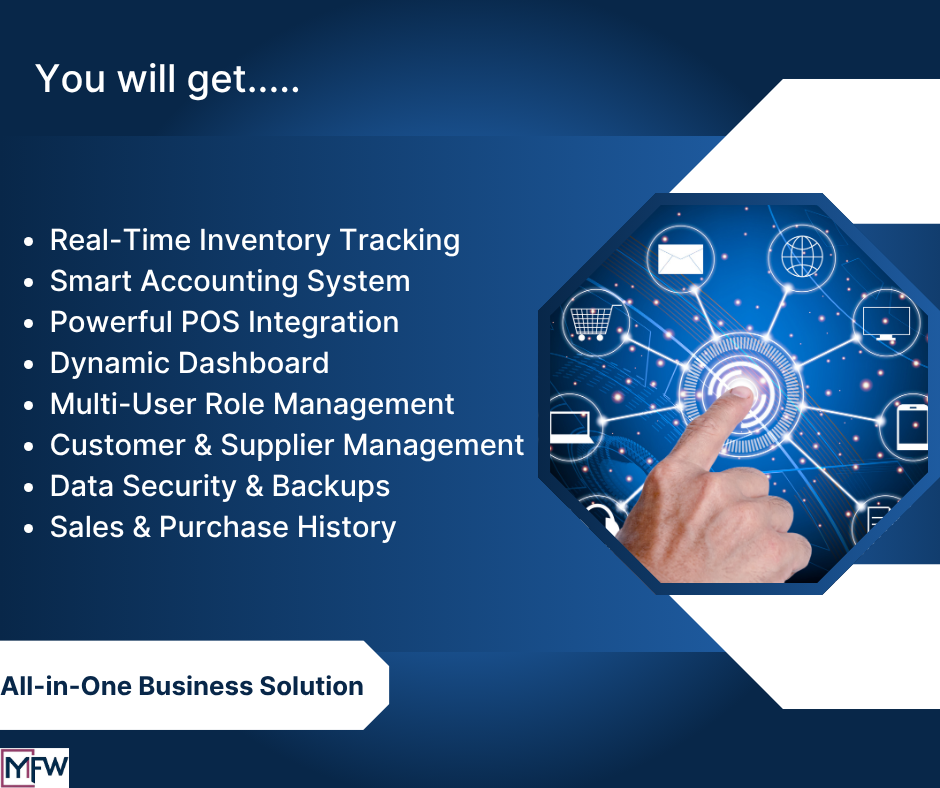 You will get.....
• Real-Time Inventory Tracking
• Smart Accounting System
• Powerful POS Integration
• Dynamic Dashboard
• Multi-User Role Management
• Customer & Supplier Management
• Data Security & Backups
• Sales & Purchase History
All-in-One Business Solution
MFW